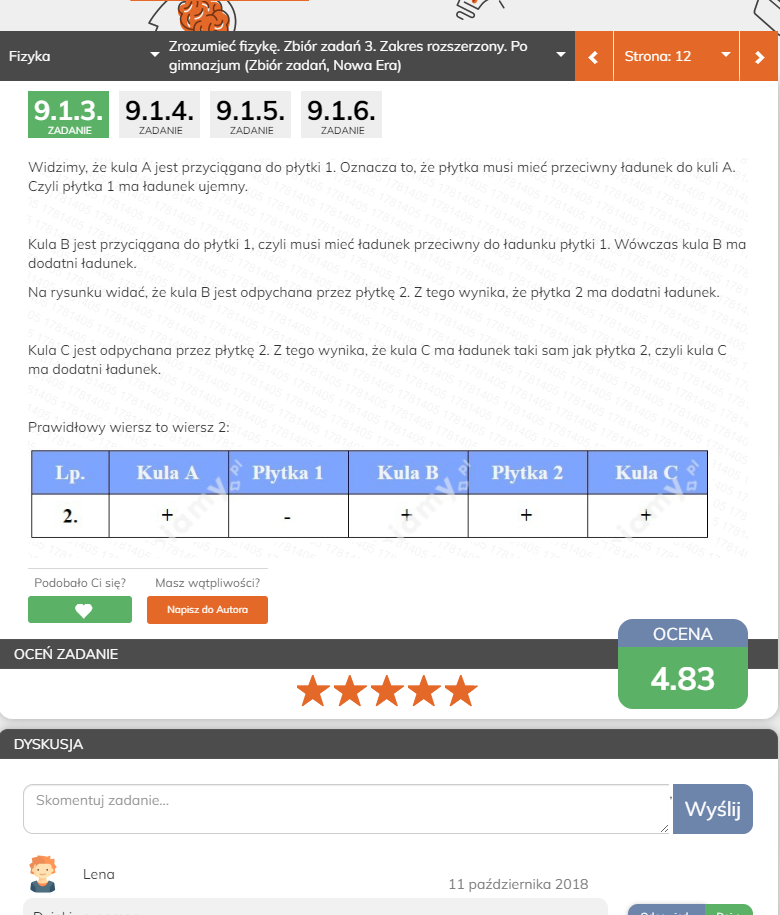 Fizyka
Zrozumieć fizykę. Zbiór zadań 3. Zakres rozszerzony. Po
gimnazjum (Zbiór zadań, Nowa Era)
Strona: 12
9.1.3. 9.1.4. 9.1.5. 9.1.6.
ZADANIE ZADANIE ZADANIE ZADANIE
Widzimy, że kula A jest przyciągana do płytki 1. Oznacza to, że płytka musi mieć przeciwny ładunek do kuli A.
Czyli płytka 1 ma ładunek ujemny.
Kula B jest przyciągana do płytki 1, czyli musi mieć ładunek przeciwny do ładunku płytki 1. Wówczas kula B ma
dodatni ładunek.
Na rysunku widać, że kula B jest odpychana przez płytkę 2. Z tego wynika, że płytka 2 ma dodatni ładunek.
Kula C jest odpychana przez płytkę 2. Z tego wynika, że kula C ma ładunek taki sam jak płytka 2, czyli kula C
ma dodatni ładunek.
Prawidłowy wiersz to wiersz 2:
Lp. Kula A Płytka 1 Kula B Płytka 2 Kula C
2. + - + + +
Podobało Ci się? Masz wątpliwości?
Napisz do Autora
OCEŃ ZADANIE
OCENA
4.83
DYSKUSJA
Skomentuj zadanie...
Wyślij
Lena
11 października 2018